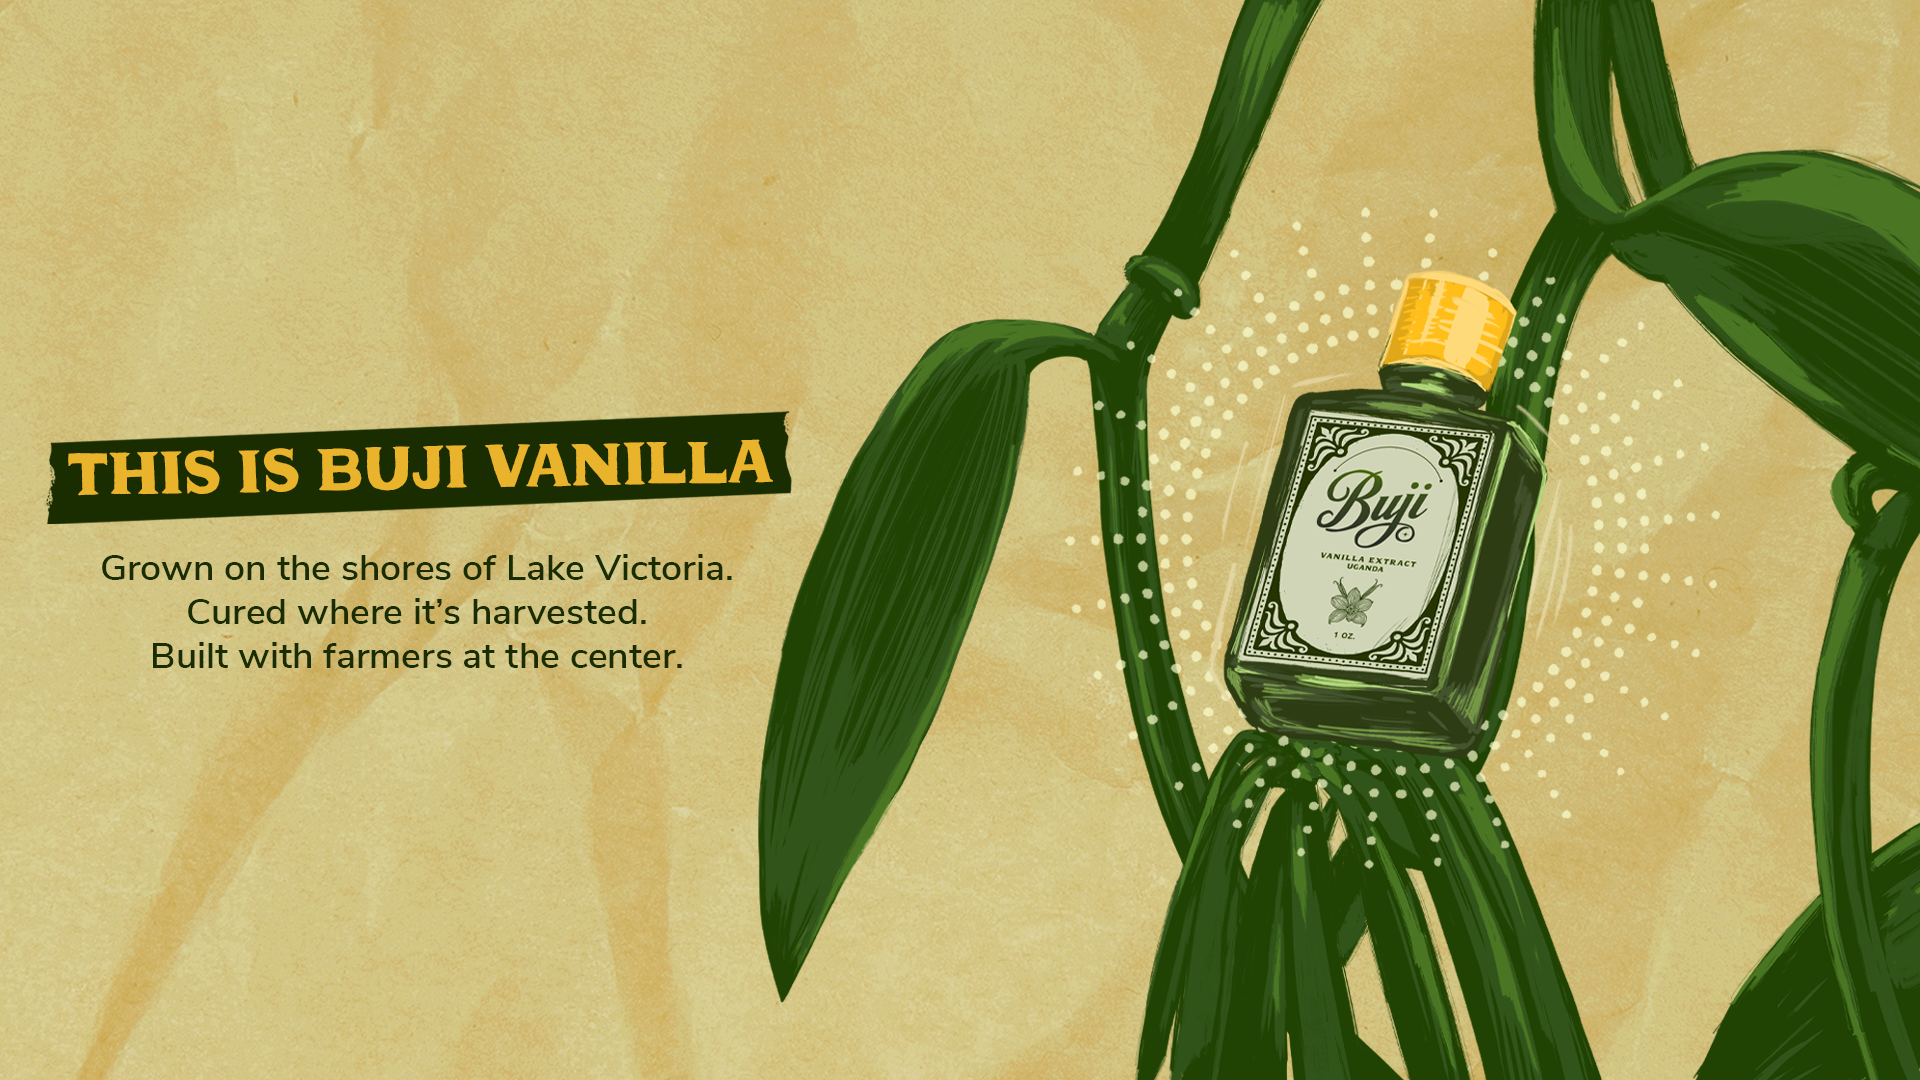 THIS IS BUJI VANILLA
Grown on the shores of Lake Victoria.
Cured where it’s harvested.
Built with farmers at the center.
Buji
VANILLA EXTRACT
UGANDA
1 OZ.